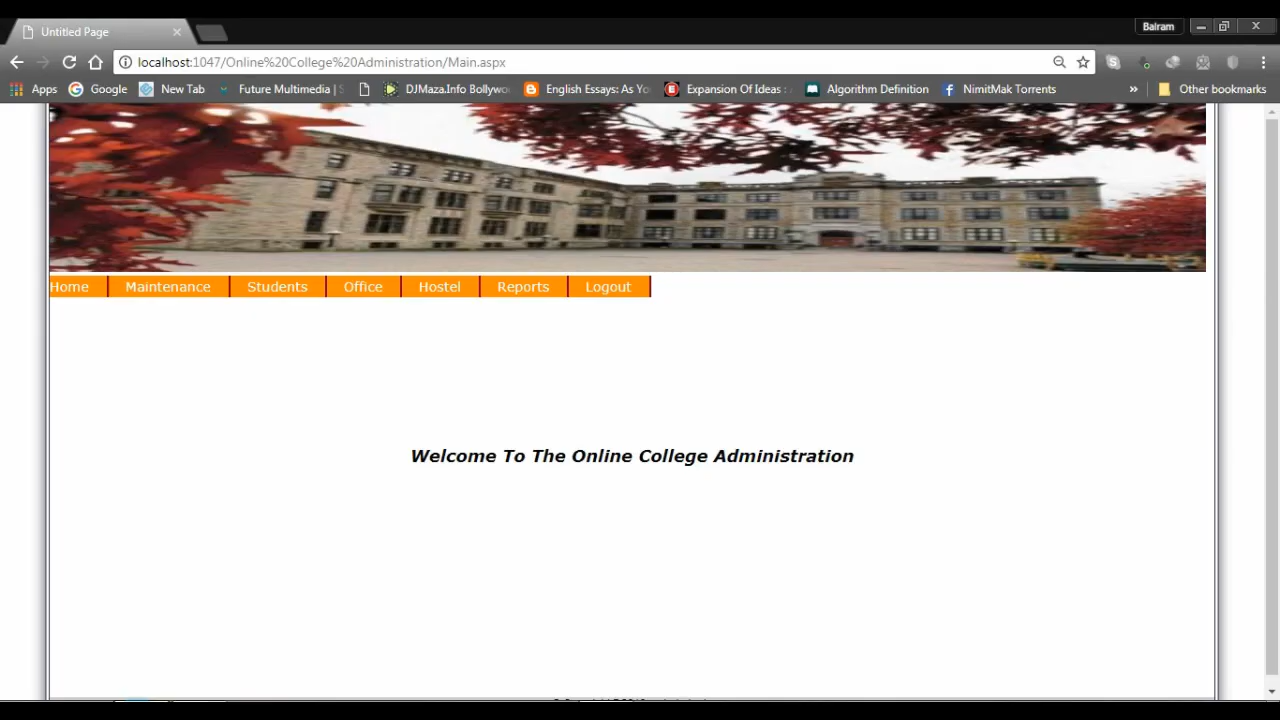 Untitled Page
Balram
localhost:1047/Online%20College%20Administration/Main.aspx
Apps Google New Tab Future Multimedia | DJMaza.Info Bollywo English Essays: As Yo Expansion Of Ideas : Algorithm Definition NimitMak Torrents » Other bookmarks
Home Maintenance Students Office Hostel Reports Logout
Welcome To The Online College Administration